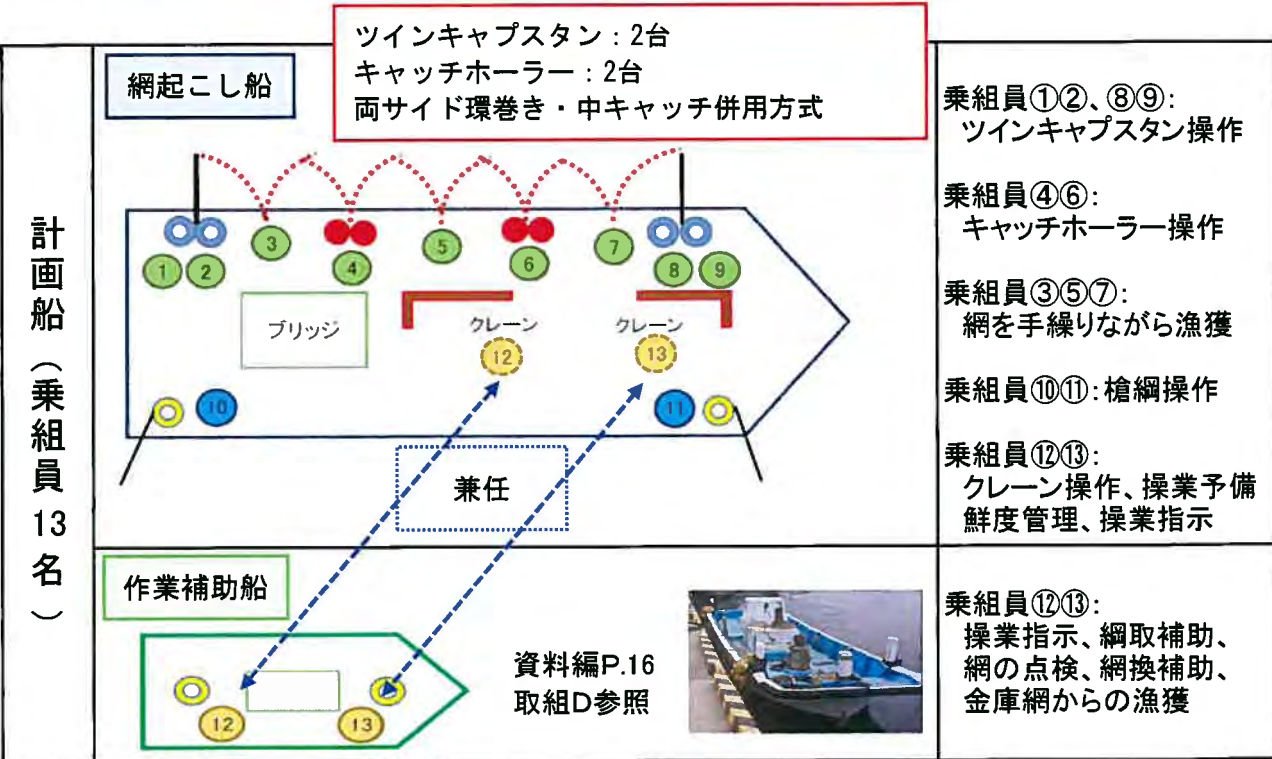 ツインキャプスタン：2台
キャッチホーラー：2台
両サイド環巻き・中キャッチ併用方式
計画船（乗組員13名）
網起こし船
1
2
3
4
5
6
7
8
9
ブリッジ
クレーン
クレーン
12
13
10
11
兼任
乗組員①②、⑧⑨：
ツインキャプスタン操作
乗組員④⑥：
キャッチホーラー操作
乗組員③⑤⑦：
網を手繰りながら漁獲
乗組員⑩⑪：槍綱操作
乗組員⑫⑬：
クレーン操作、操業予備
鮮度管理、操業指示
作業補助船
12
13
資料編P.16
取組D参照
乗組員⑫⑬：
操業指示、綱取補助、
網の点検、網換補助、
金庫網からの漁獲